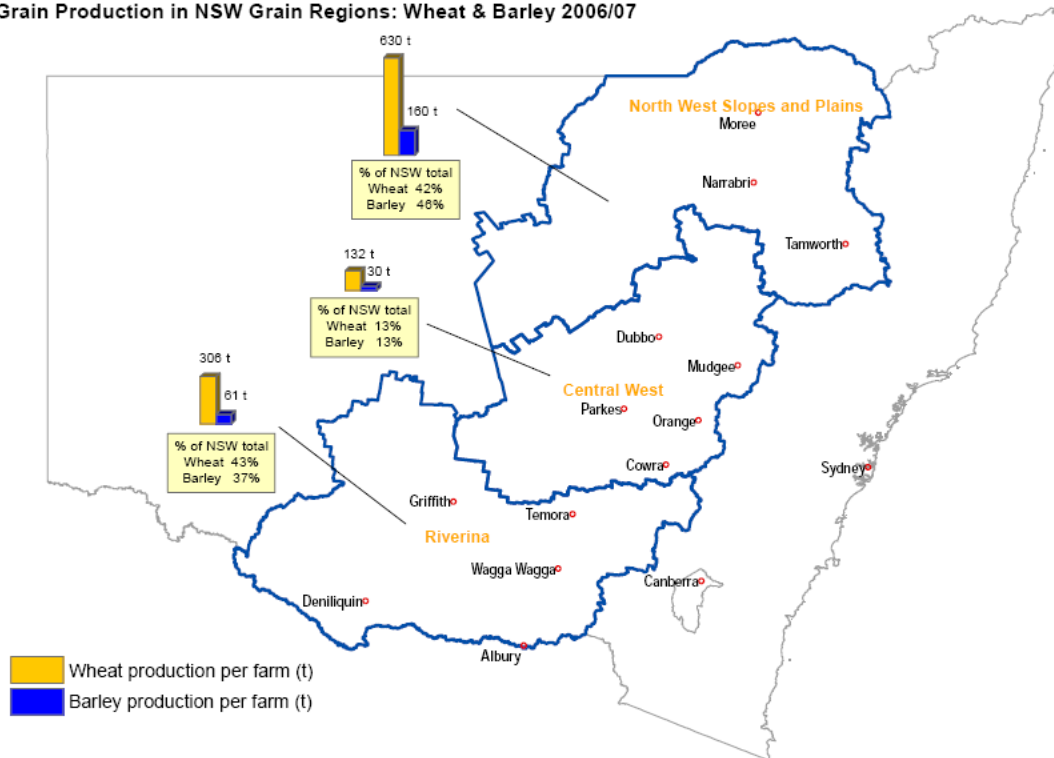 Grain Production in NSW Grain Regions: Wheat & Barley 2006/07
630 t
160 t
% of NSW total
Wheat 42%
Barley 46%
North West Slopes and Plains
Moree
Narrabri
Tamworth
132 t
30 t
% of NSW total
Wheat 13%
Barley 13%
Dubbo
Mudgee
Central West
Parkes
Orange
Cowra
Sydney
306 t
61 t
% of NSW total
Wheat 43%
Barley 37%
Griffith
Temora
Riverina
Wagga Wagga
Canberra
Deniliquin
Albury
Wheat production per farm (t)
Barley production per farm (t)